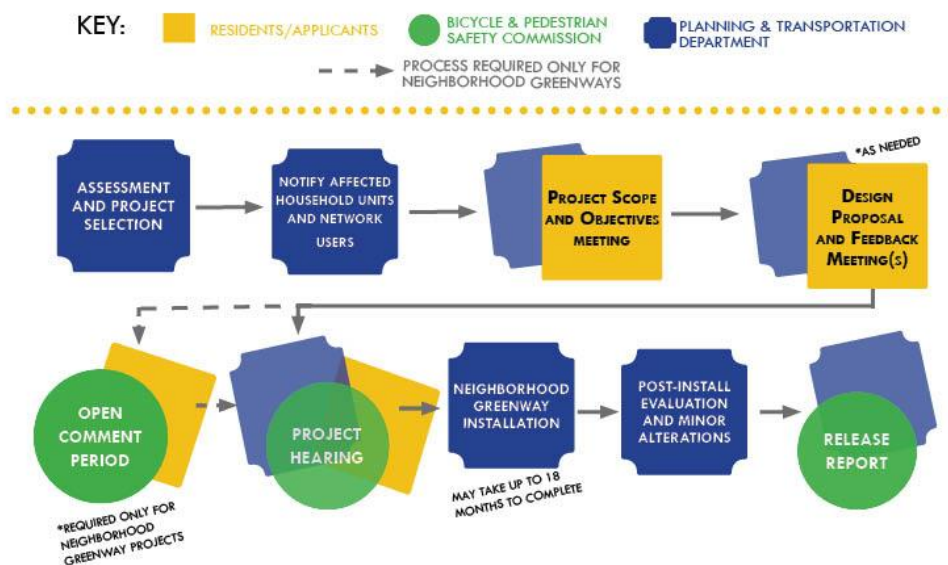 KEY:
RESIDENTS/APPLICANTS
BICYCLE & PEDESTRIAN
SAFETY COMMISSION
PLANNING & TRANSPORTATION
DEPARTMENT
PROCESS REQUIRED ONLY FOR
NEIGHBORHOOD GREENWAYS
ASSESSMENT
AND PROJECT
SELECTION
NOTIFY AFFECTED
HOUSEHOLD UNITS
AND NETWORK
USERS
PROJECT SCOPE
AND OBJECTIVES
MEETING
*AS NEEDED
DESIGN
PROPOSAL
AND FEEDBACK
MEETING(S)
OPEN
COMMENT
PERIOD
*REQUIRED ONLY FOR
NEIGHBORHOOD
GREENWAY PROJECTS
PROJECT
HEARING
NEIGHBORHOOD
GREENWAY
INSTALLATION
MAY TAKE UP TO 18
MONTHS TO COMPLETE
POST-INSTALL
EVALUATION
AND MINOR
ALTERATIONS
RELEASE
REPORT